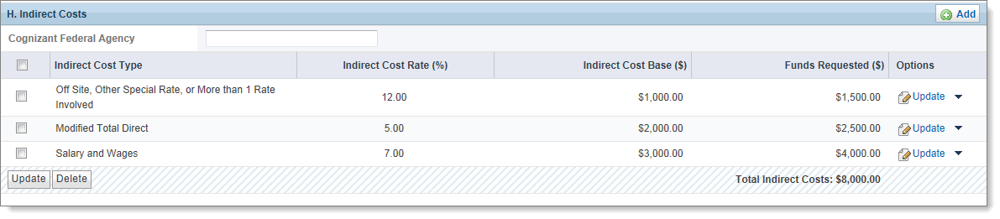 H. Indirect Costs Add
Cognizant Federal Agency
Indirect Cost Type Indirect Cost Rate (%) Indirect Cost Base ($) Funds Requested ($) Options
Off Site, Other Special Rate, or More than 1 Rate
Involved 12.00 $1,000.00 $1,500.00 Update
Modified Total Direct 5.00 $2,000.00 $2,500.00 Update
Salary and Wages 7.00 $3,000.00 $4,000.00 Update
Update Delete Total Indirect Costs: $8,000.00